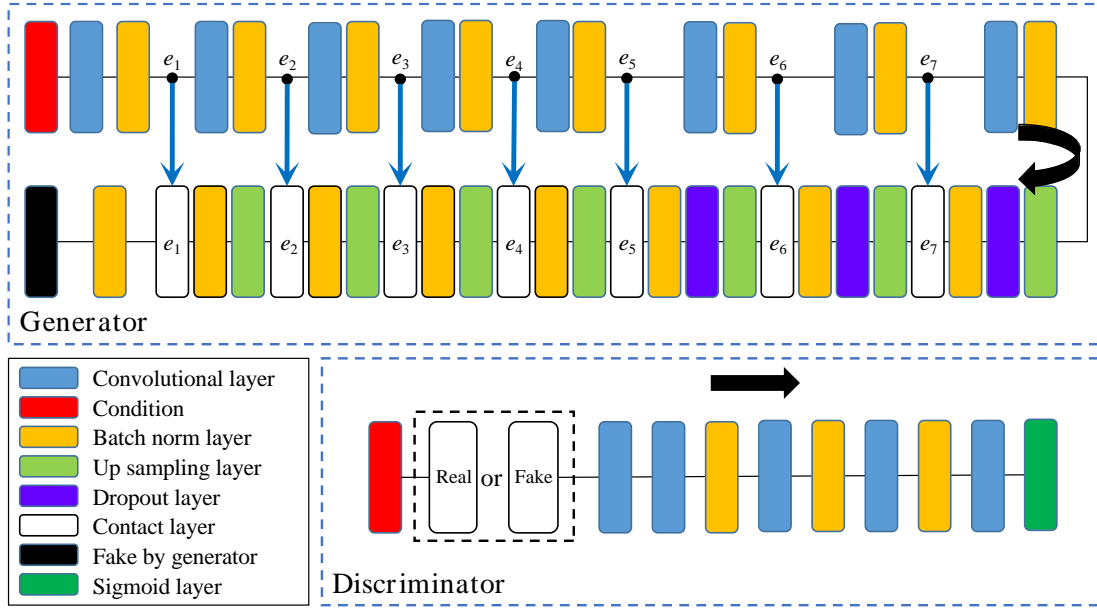 e1 e2 e3 e4 e5 e6 e7
e1 e2 e3 e4 e5 e6 e7
Generator
Convolutional layer
Condition
Batch norm layer
Up sampling layer
Dropout layer
Contact layer
Fake by generator
Sigmoid layer
Real or Fake
Discriminator